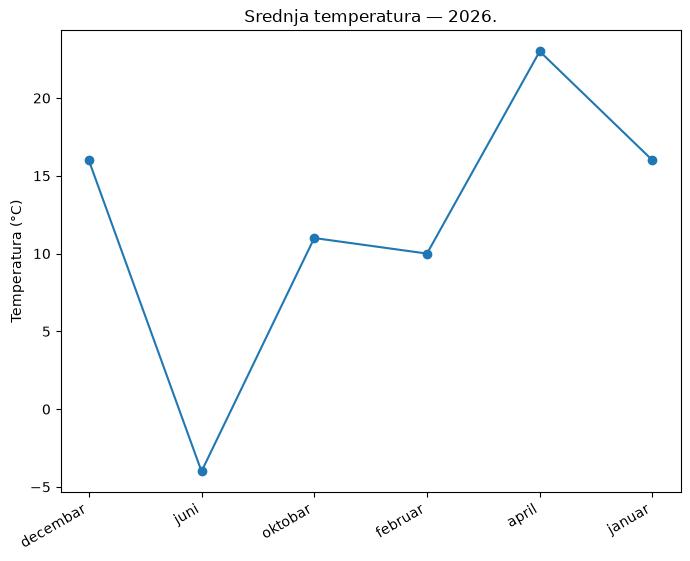 Srednja temperatura — 2026.
Temperatura (°C)
20
15
10
5
0
−5
decembar
juni
oktobar
februar
april
januar